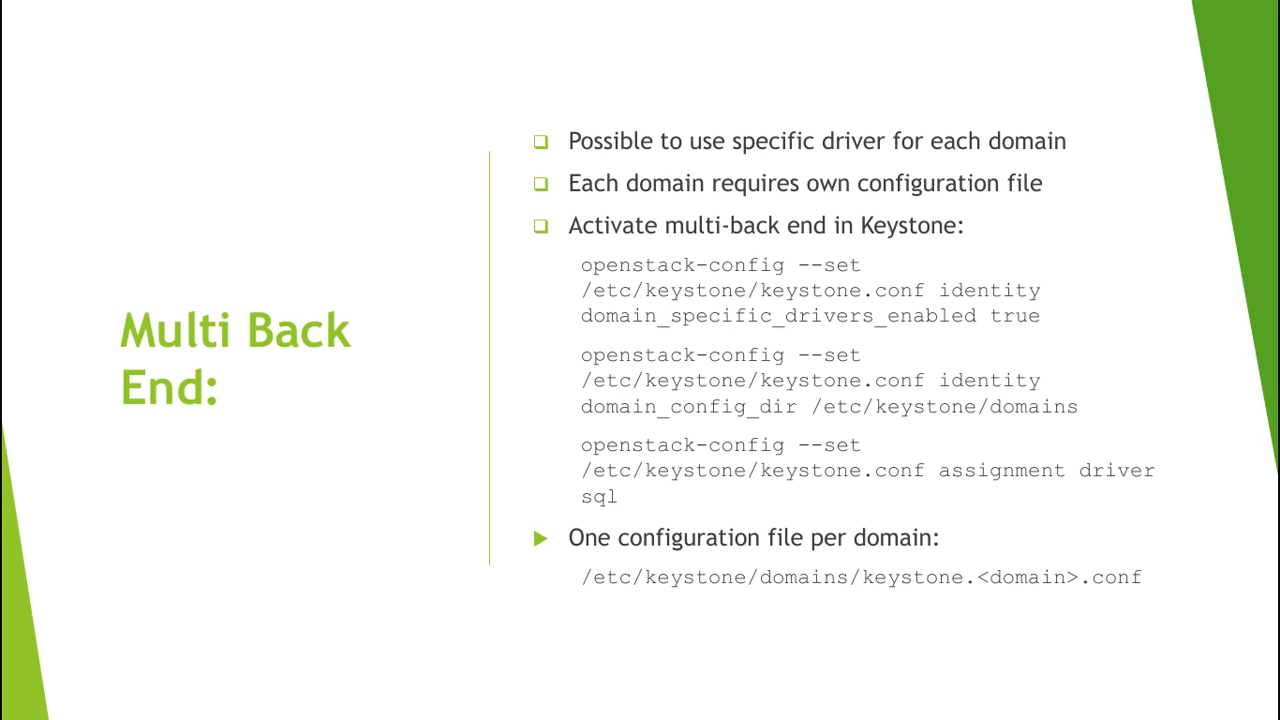 Multi Back
End:
Possible to use specific driver for each domain
Each domain requires own configuration file
Activate multi-back end in Keystone:
openstack-config --set
/etc/keystone/keystone.conf identity
domain_specific_drivers_enabled true
openstack-config --set
/etc/keystone/keystone.conf identity
domain_config_dir /etc/keystone/domains
openstack-config --set
/etc/keystone/keystone.conf assignment driver
sql
One configuration file per domain:
/etc/keystone/domains/keystone.<domain>.conf